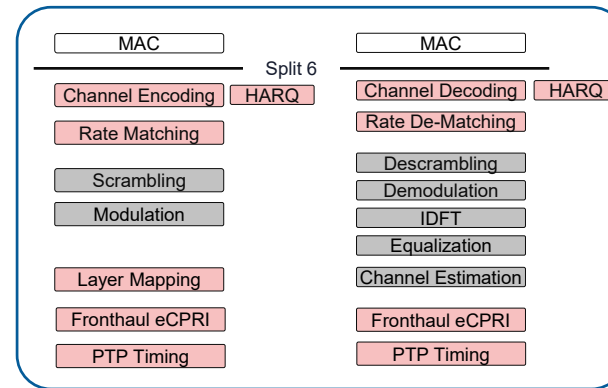 MAC
Split 6
Channel Encoding
HARQ
Rate Matching
Scrambling
Modulation
Layer Mapping
Fronthaul eCPRI
PTP Timing
MAC
Channel Decoding
HARQ
Rate De-Matching
Descrambling
Demodulation
IDFT
Equalization
Channel Estimation
Fronthaul eCPRI
PTP Timing